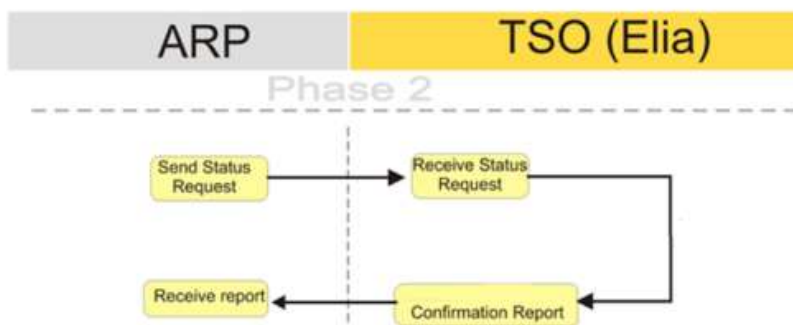 ARP
TSO (Elia)
Phase 2
Send Status
Request
Receive Status
Request
Receive report
Confirmation Report